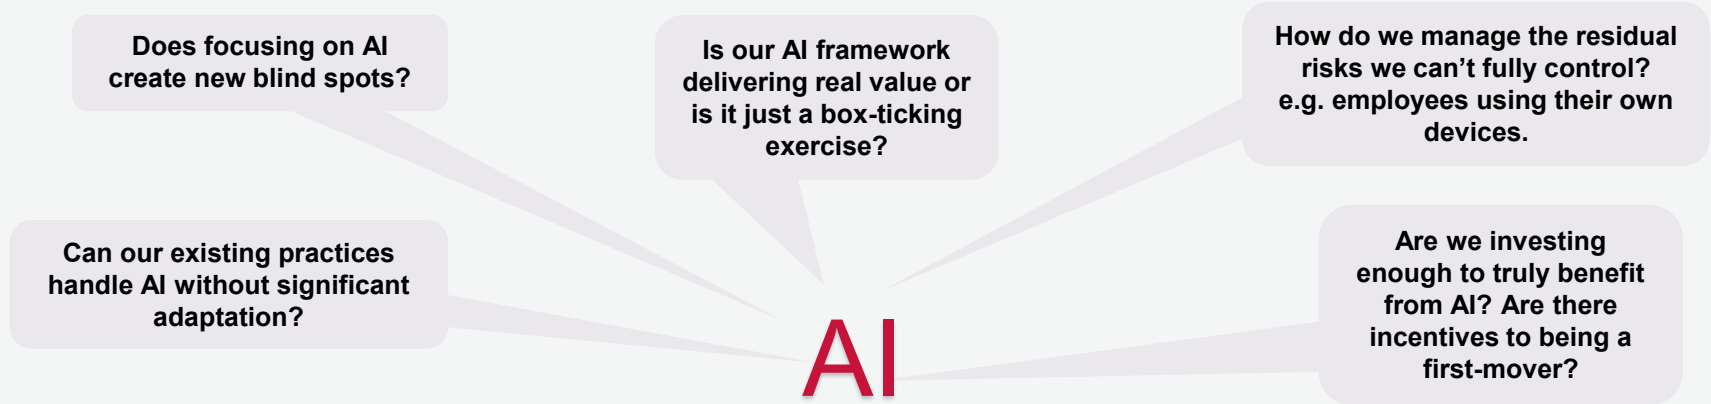 Does focusing on AI
create new blind spots?
Is our AI framework
delivering real value or
is it just a box-ticking
exercise?
How do we manage the residual
risks we can’t fully control?
e.g. employees using their own
devices.
Can our existing practices
handle AI without significant
adaptation?
Are we investing
enough to truly benefit
from AI? Are there
incentives to being a
first-mover?
AI